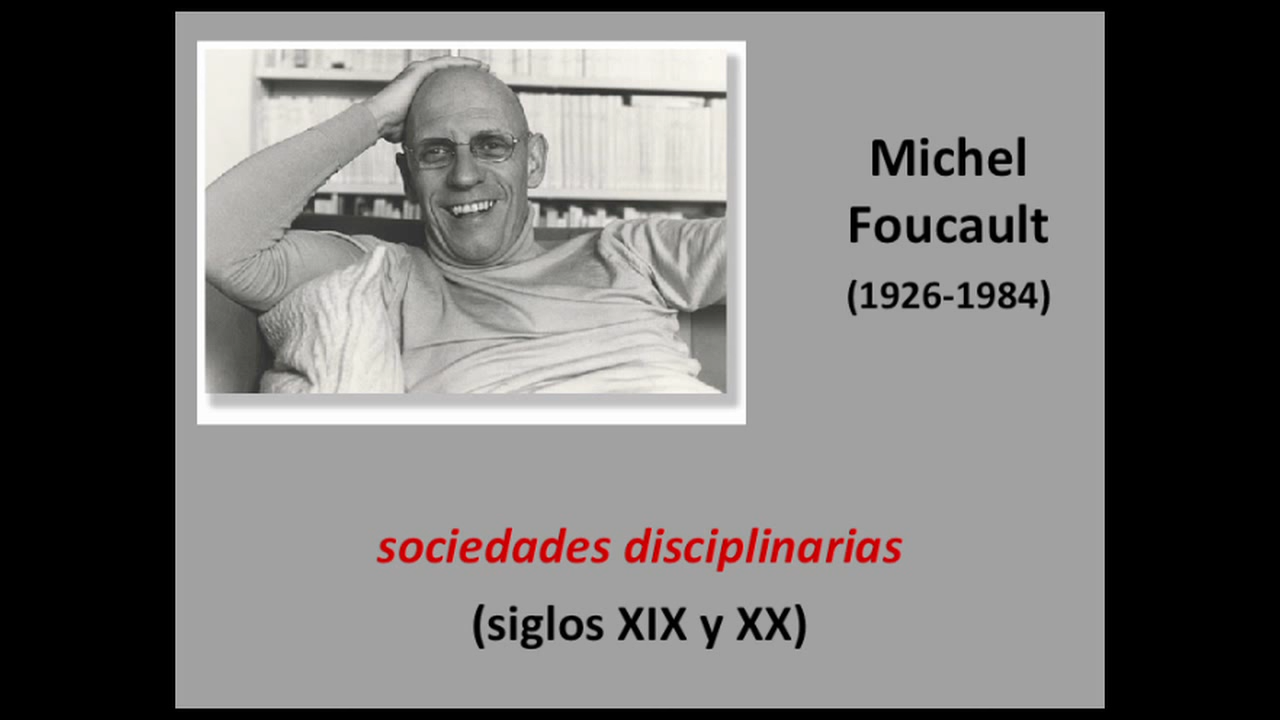 Michel
Foucault
(1926-1984)
sociedades disciplinarias
(siglos XIX y XX)